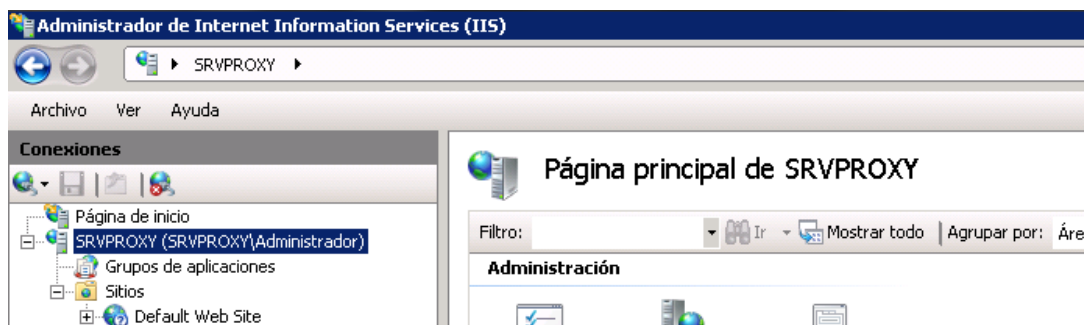 Administrador de Internet Information Services (IIS)
SRVPROXY
Archivo Ver Ayuda
Conexiones
Página de inicio
SRVPROXY (SRVPROXY\Administrador)
Grupos de aplicaciones
Sitios
Default Web Site
Página principal de SRVPROXY
Filtro: Ir Mostrar todo Agrupar por: Áre
Administración